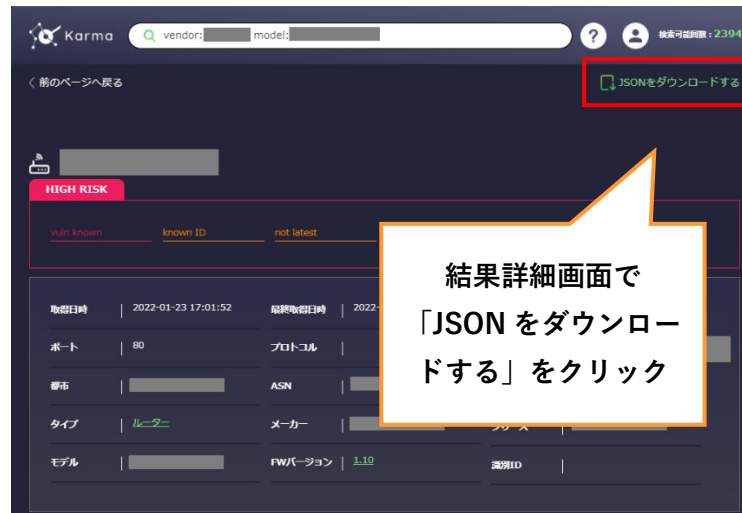 Karma vendor: model: ? 検索可能回数:2394
〈 前のページへ戻る JSONをダウンロードする
HIGH RISK
vuln known known ID not latest
結果詳細画面で
「JSON をダウンロー
ドする」をクリック
取得日時 | 2022-01-23 17:01:52 最終取得日時 | 2022-
ポート | 80 プロトコル |
都市 | ASN |
タイプ | ルーター メーカー |
モデル | FWバージョン | 1.10 識別ID |